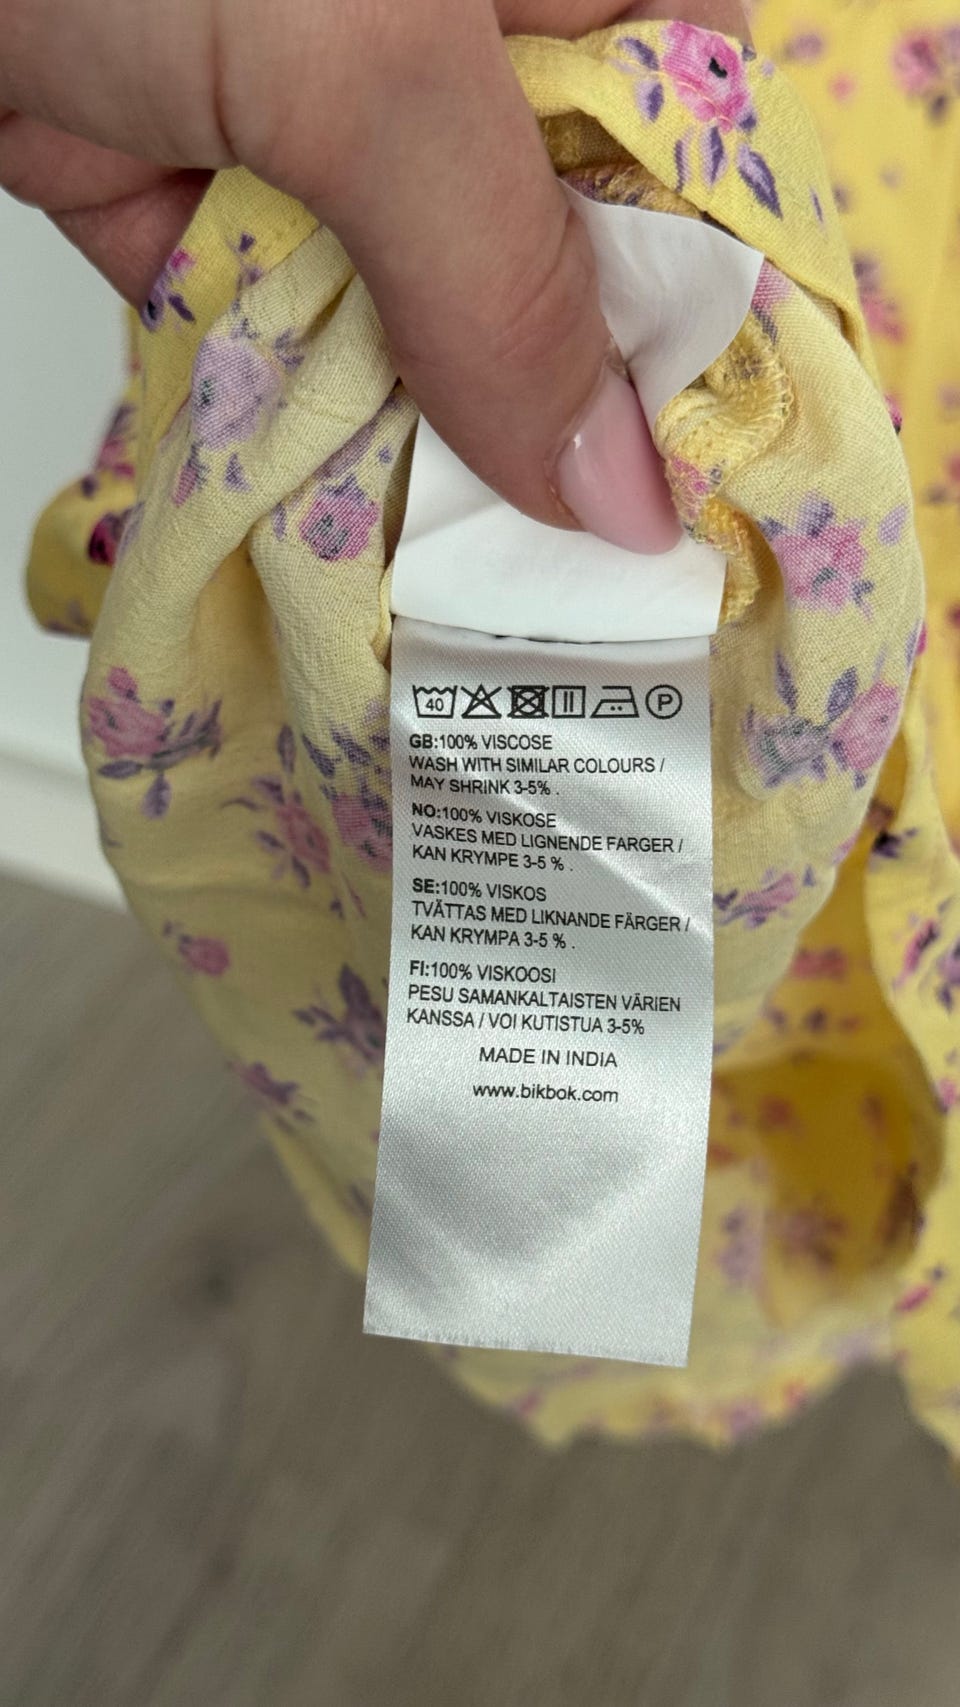 40
P
GB:100% VISCOSE
WASH WITH SIMILAR COLOURS /
MAY SHRINK 3-5% .
NO:100% VISKOSE
VASKES MED LIGNENDE FARGER /
KAN KRYMPE 3-5 % .
SE:100% VISKOS
TVÄTTAS MED LIKNANDE FÄRGER /
KAN KRYMPA 3-5 % .
FI:100% VISKOOSI
PESU SAMANKALTAISTEN VÄRIEN
KANSSA / VOI KUTISTUA 3-5%
MADE IN INDIA
www.bikbok.com